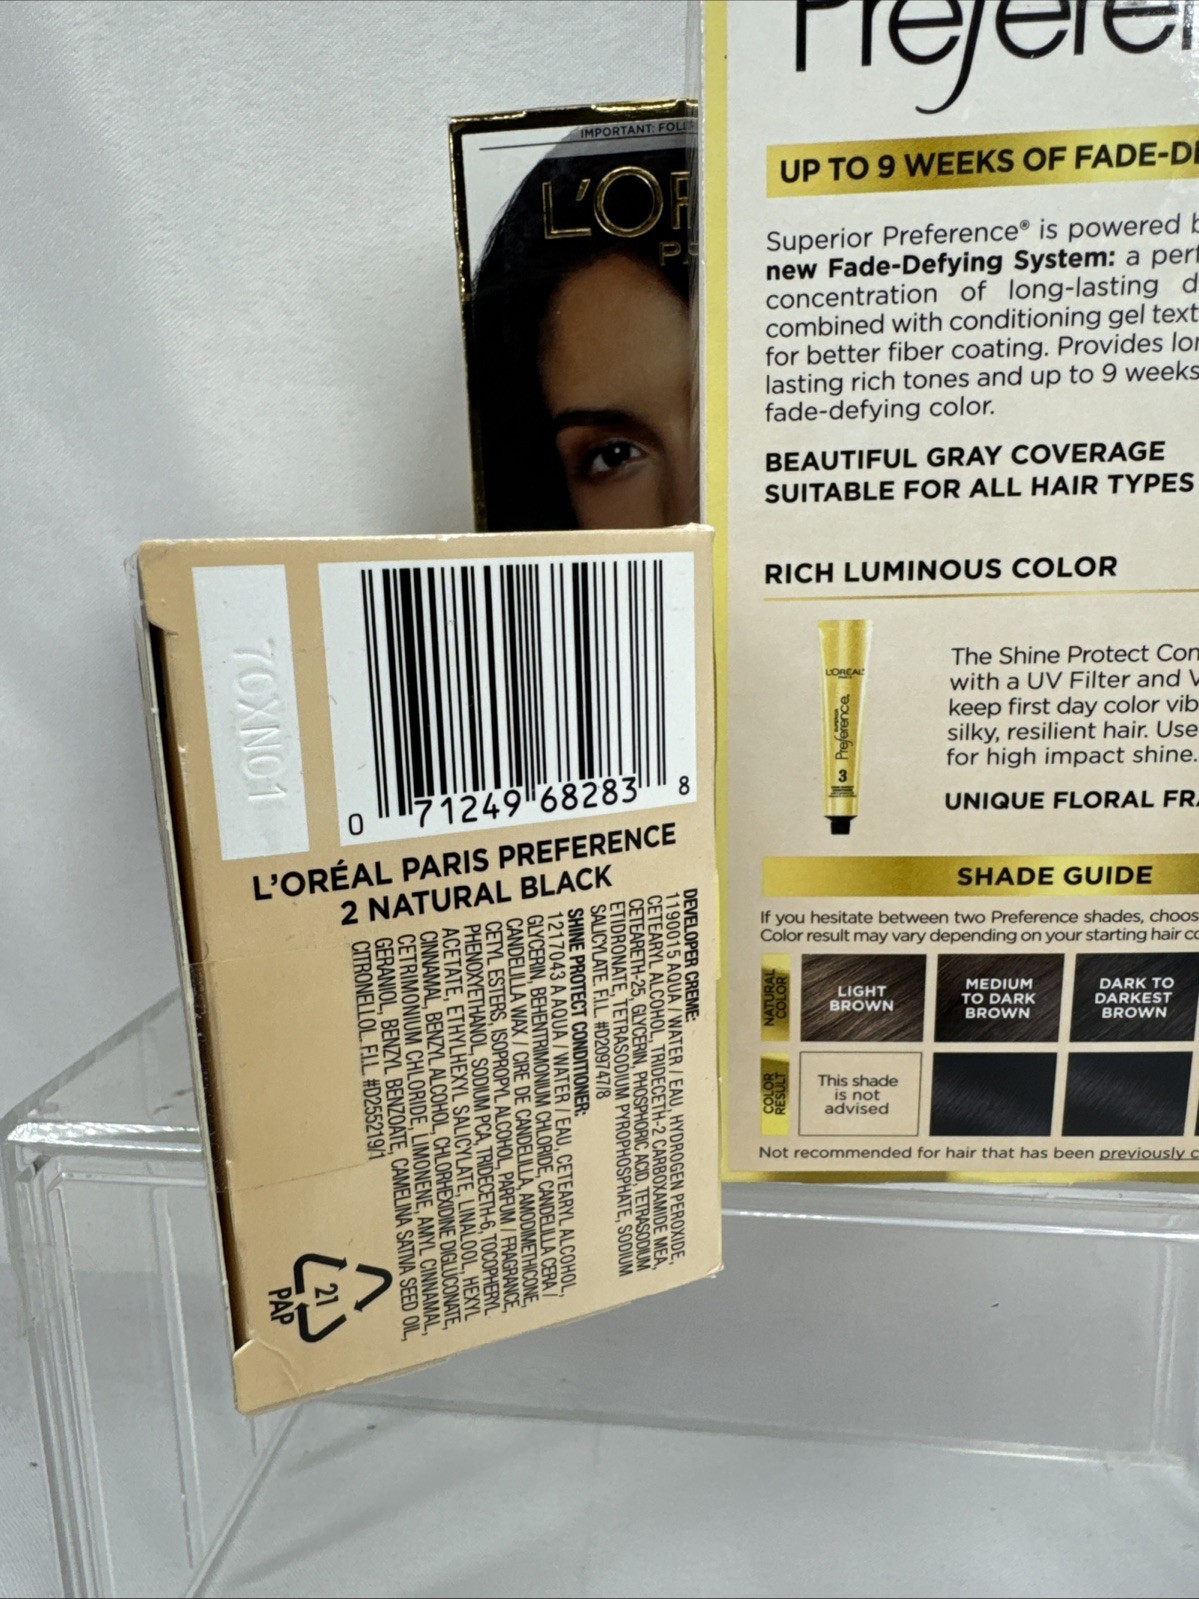 Preferen
IMPORTANT: FOLL
L'OR
PA
UP TO 9 WEEKS OF FADE-DE
Superior Preference® is powered b
new Fade-Defying System: a perf
concentration of long-lasting d
combined with conditioning gel text
for better fiber coating. Provides lon
lasting rich tones and up to 9 weeks
fade-defying color.
BEAUTIFUL GRAY COVERAGE
SUITABLE FOR ALL HAIR TYPES
RICH LUMINOUS COLOR
L'ORÉAL
PARIS
Preference
3
The Shine Protect Con
with a UV Filter and V
keep first day color vib
silky, resilient hair. Use
for high impact shine.
UNIQUE FLORAL FRA
SHADE GUIDE
If you hesitate between two Preference shades, choos
Color result may vary depending on your starting hair co
NATURAL COLOR
LIGHT BROWN
MEDIUM TO DARK BROWN
DARK TO DARKEST BROWN
COLOR RESULT
This shade is not advised
Not recommended for hair that has been previously c
76XN01
0 71249 68283 8
L'ORÉAL PARIS PREFERENCE
2 NATURAL BLACK
DEVELOPER CREME:
1190015 AQUA / WATER / EAU, HYDROGEN PEROXIDE,
CETEARYL ALCOHOL, TRIDECETH-2 CARBOXAMIDE MEA,
CETEARETH-25, GLYCERIN, PHOSPHORIC ACID, TETRASODIUM
ETIDRONATE, TETRASODIUM PYROPHOSPHATE, SODIUM
SALICYLATE. F.I.L. #D209747/8
SHINE PROTECT CONDITIONER:
1217043 A AQUA / WATER / EAU, CETEARYL ALCOHOL,
GLYCERIN, BEHENTRIMONIUM CHLORIDE, CANDELILLA CERA /
CANDELILLA WAX / CIRE DE CANDELILLA, AMODIMETHICONE,
CETYL ESTERS, ISOPROPYL ALCOHOL, PARFUM / FRAGRANCE,
PHENOXYETHANOL, SODIUM PCA, TRIDECETH-6, TOCOPHERYL
ACETATE, ETHYLHEXYL SALICYLATE, LINALOOL, HEXYL
CINNAMAL, BENZYL ALCOHOL, CHLORHEXIDINE DIGLUCONATE,
CETRIMONIUM CHLORIDE, LIMONENE, AMYL CINNAMAL,
GERANIOL, BENZYL BENZOATE, CAMELINA SATIVA SEED OIL,
CITRONELLOL. F.I.L. #D255219/1
21
PAP